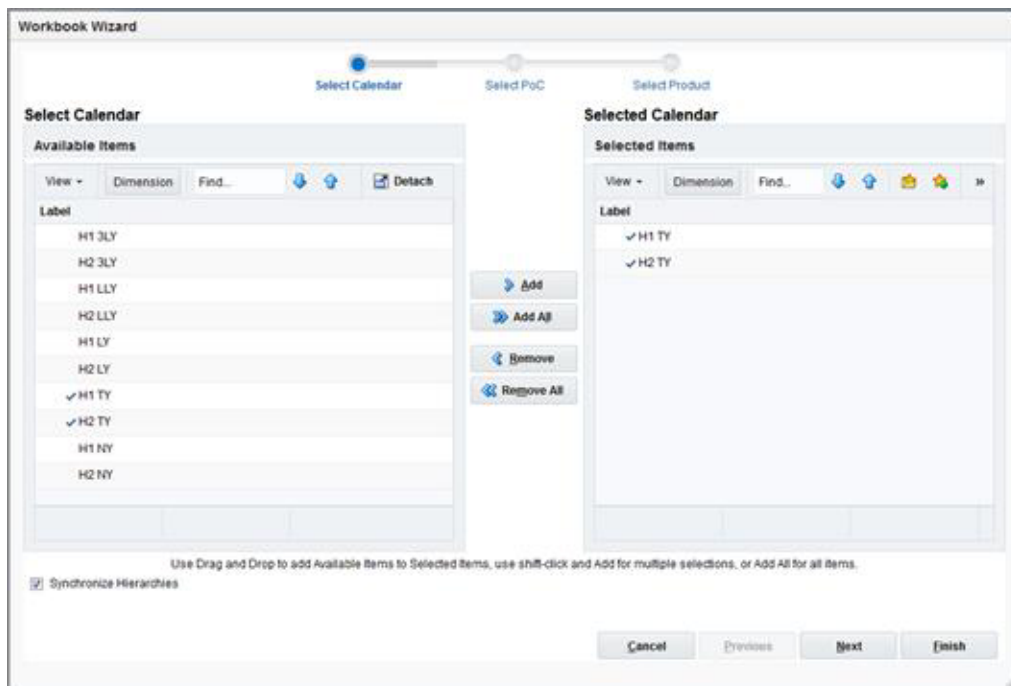 Workbook Wizard
Select Calendar
Select PoC
Select Product
Select Calendar
Available Items
View
Dimension
Find...
Detach
Label
H1 3LY
H2 3LY
H1 LLY
H2 LLY
H1 LY
H2 LY
H1 TY
H2 TY
H1 NY
H2 NY
Add
Add All
Remove
Remove All
Selected Calendar
Selected Items
View
Dimension
Find...
»
Label
H1 TY
H2 TY
Use Drag and Drop to add Available Items to Selected Items, use shift-click and Add for multiple selections, or Add All for all items.
Synchronize Hierarchies
Cancel
Previous
Next
Finish